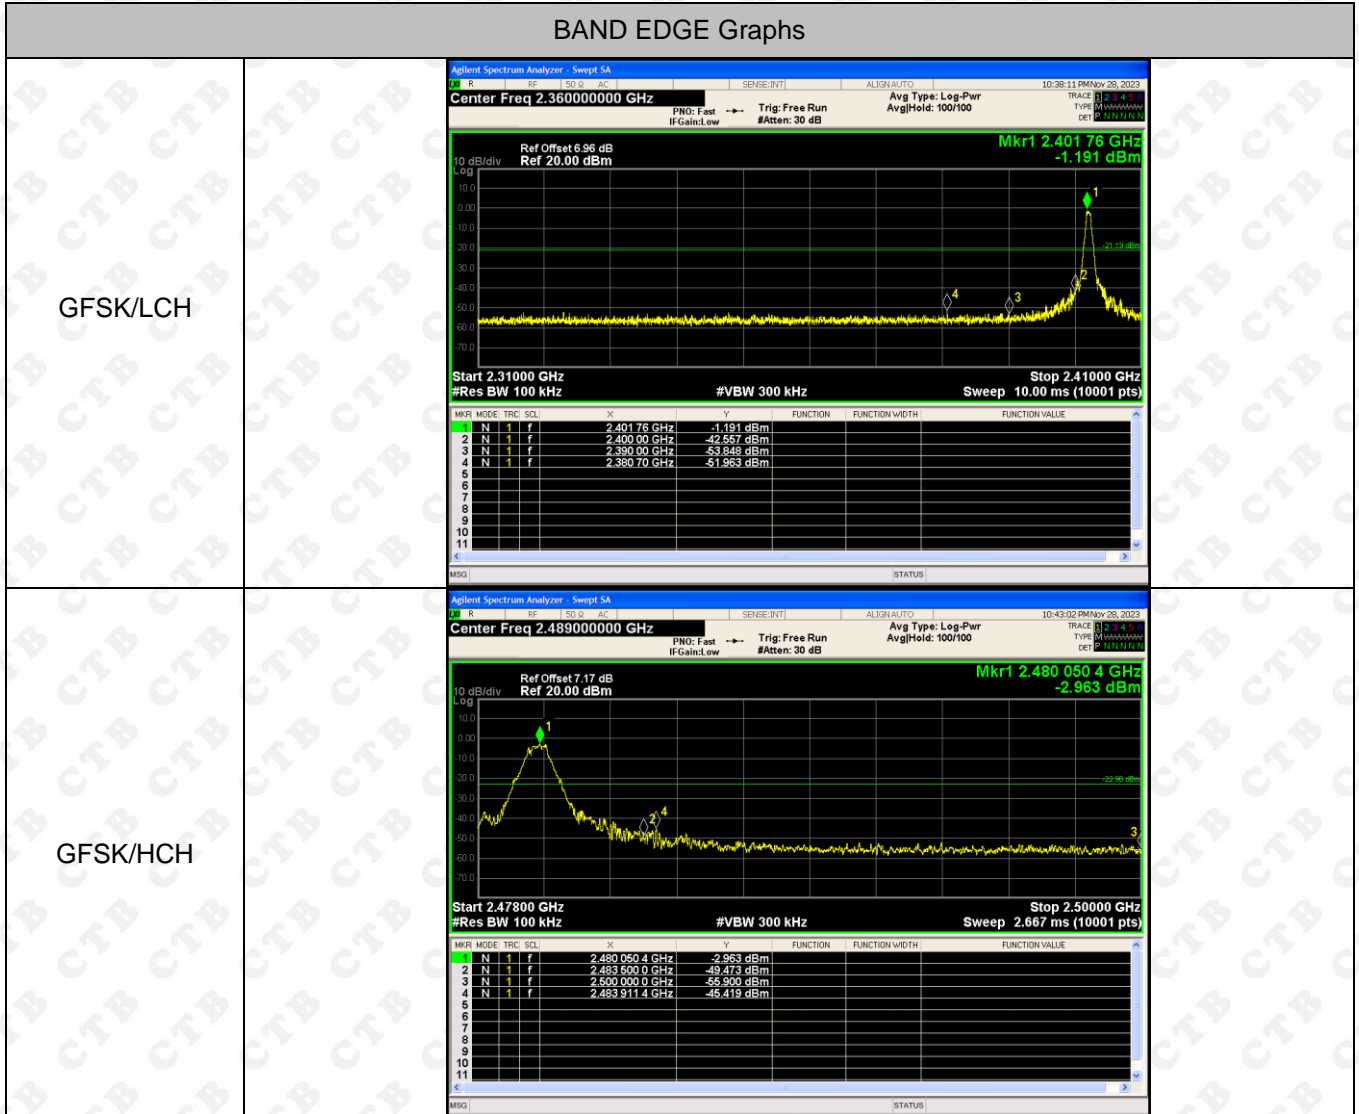 BAND EDGE Graphs
GFSK/LCH
Agilent Spectrum Analyzer - Swept SA
R RF 50 Ω AC SENSE:INT ALIGN AUTO 10:38:11 PM Nov 28, 2023
Center Freq 2.360000000 GHz
PNO: Fast
IFGain:Low
Trig: Free Run
#Atten: 30 dB
Avg Type: Log-Pwr
Avg|Hold: 100/100
TRACE 1 2 3 4 5 6
TYPE M
DET P N N N N N
Mkr1 2.401 76 GHz
-1.191 dBm
Ref Offset 6.96 dB
10 dB/div Ref 20.00 dBm
Log
10.0
0.00
-10.0
-20.0
-30.0
-40.0
-50.0
-60.0
-70.0
-21.19 dBm
1
2
3
4
Start 2.31000 GHz Stop 2.41000 GHz
#Res BW 100 kHz #VBW 300 kHz Sweep 10.00 ms (10001 pts)
MKR MODE TRC SCL X Y FUNCTION FUNCTION WIDTH FUNCTION VALUE
1 N 1 f 2.401 76 GHz -1.191 dBm
2 N 1 f 2.400 00 GHz -42.557 dBm
3 N 1 f 2.390 00 GHz -53.848 dBm
4 N 1 f 2.380 70 GHz -51.963 dBm
5
6
7
8
9
10
11
MSG STATUS
GFSK/HCH
Agilent Spectrum Analyzer - Swept SA
R RF 50 Ω AC SENSE:INT ALIGN AUTO 10:43:02 PM Nov 28, 2023
Center Freq 2.489000000 GHz
PNO: Fast
IFGain:Low
Trig: Free Run
#Atten: 30 dB
Avg Type: Log-Pwr
Avg|Hold: 100/100
TRACE 1 2 3 4 5 6
TYPE M
DET P N N N N N
Mkr1 2.480 050 4 GHz
-2.963 dBm
Ref Offset 7.17 dB
10 dB/div Ref 20.00 dBm
Log
10.0
0.00
-10.0
-20.0
-30.0
-40.0
-50.0
-60.0
-70.0
-22.96 dBm
1
2
4
3
Start 2.47800 GHz Stop 2.50000 GHz
#Res BW 100 kHz #VBW 300 kHz Sweep 2.667 ms (10001 pts)
MKR MODE TRC SCL X Y FUNCTION FUNCTION WIDTH FUNCTION VALUE
1 N 1 f 2.480 050 4 GHz -2.963 dBm
2 N 1 f 2.483 500 0 GHz -49.473 dBm
3 N 1 f 2.500 000 0 GHz -55.900 dBm
4 N 1 f 2.483 911 4 GHz -45.419 dBm
5
6
7
8
9
10
11
MSG STATUS